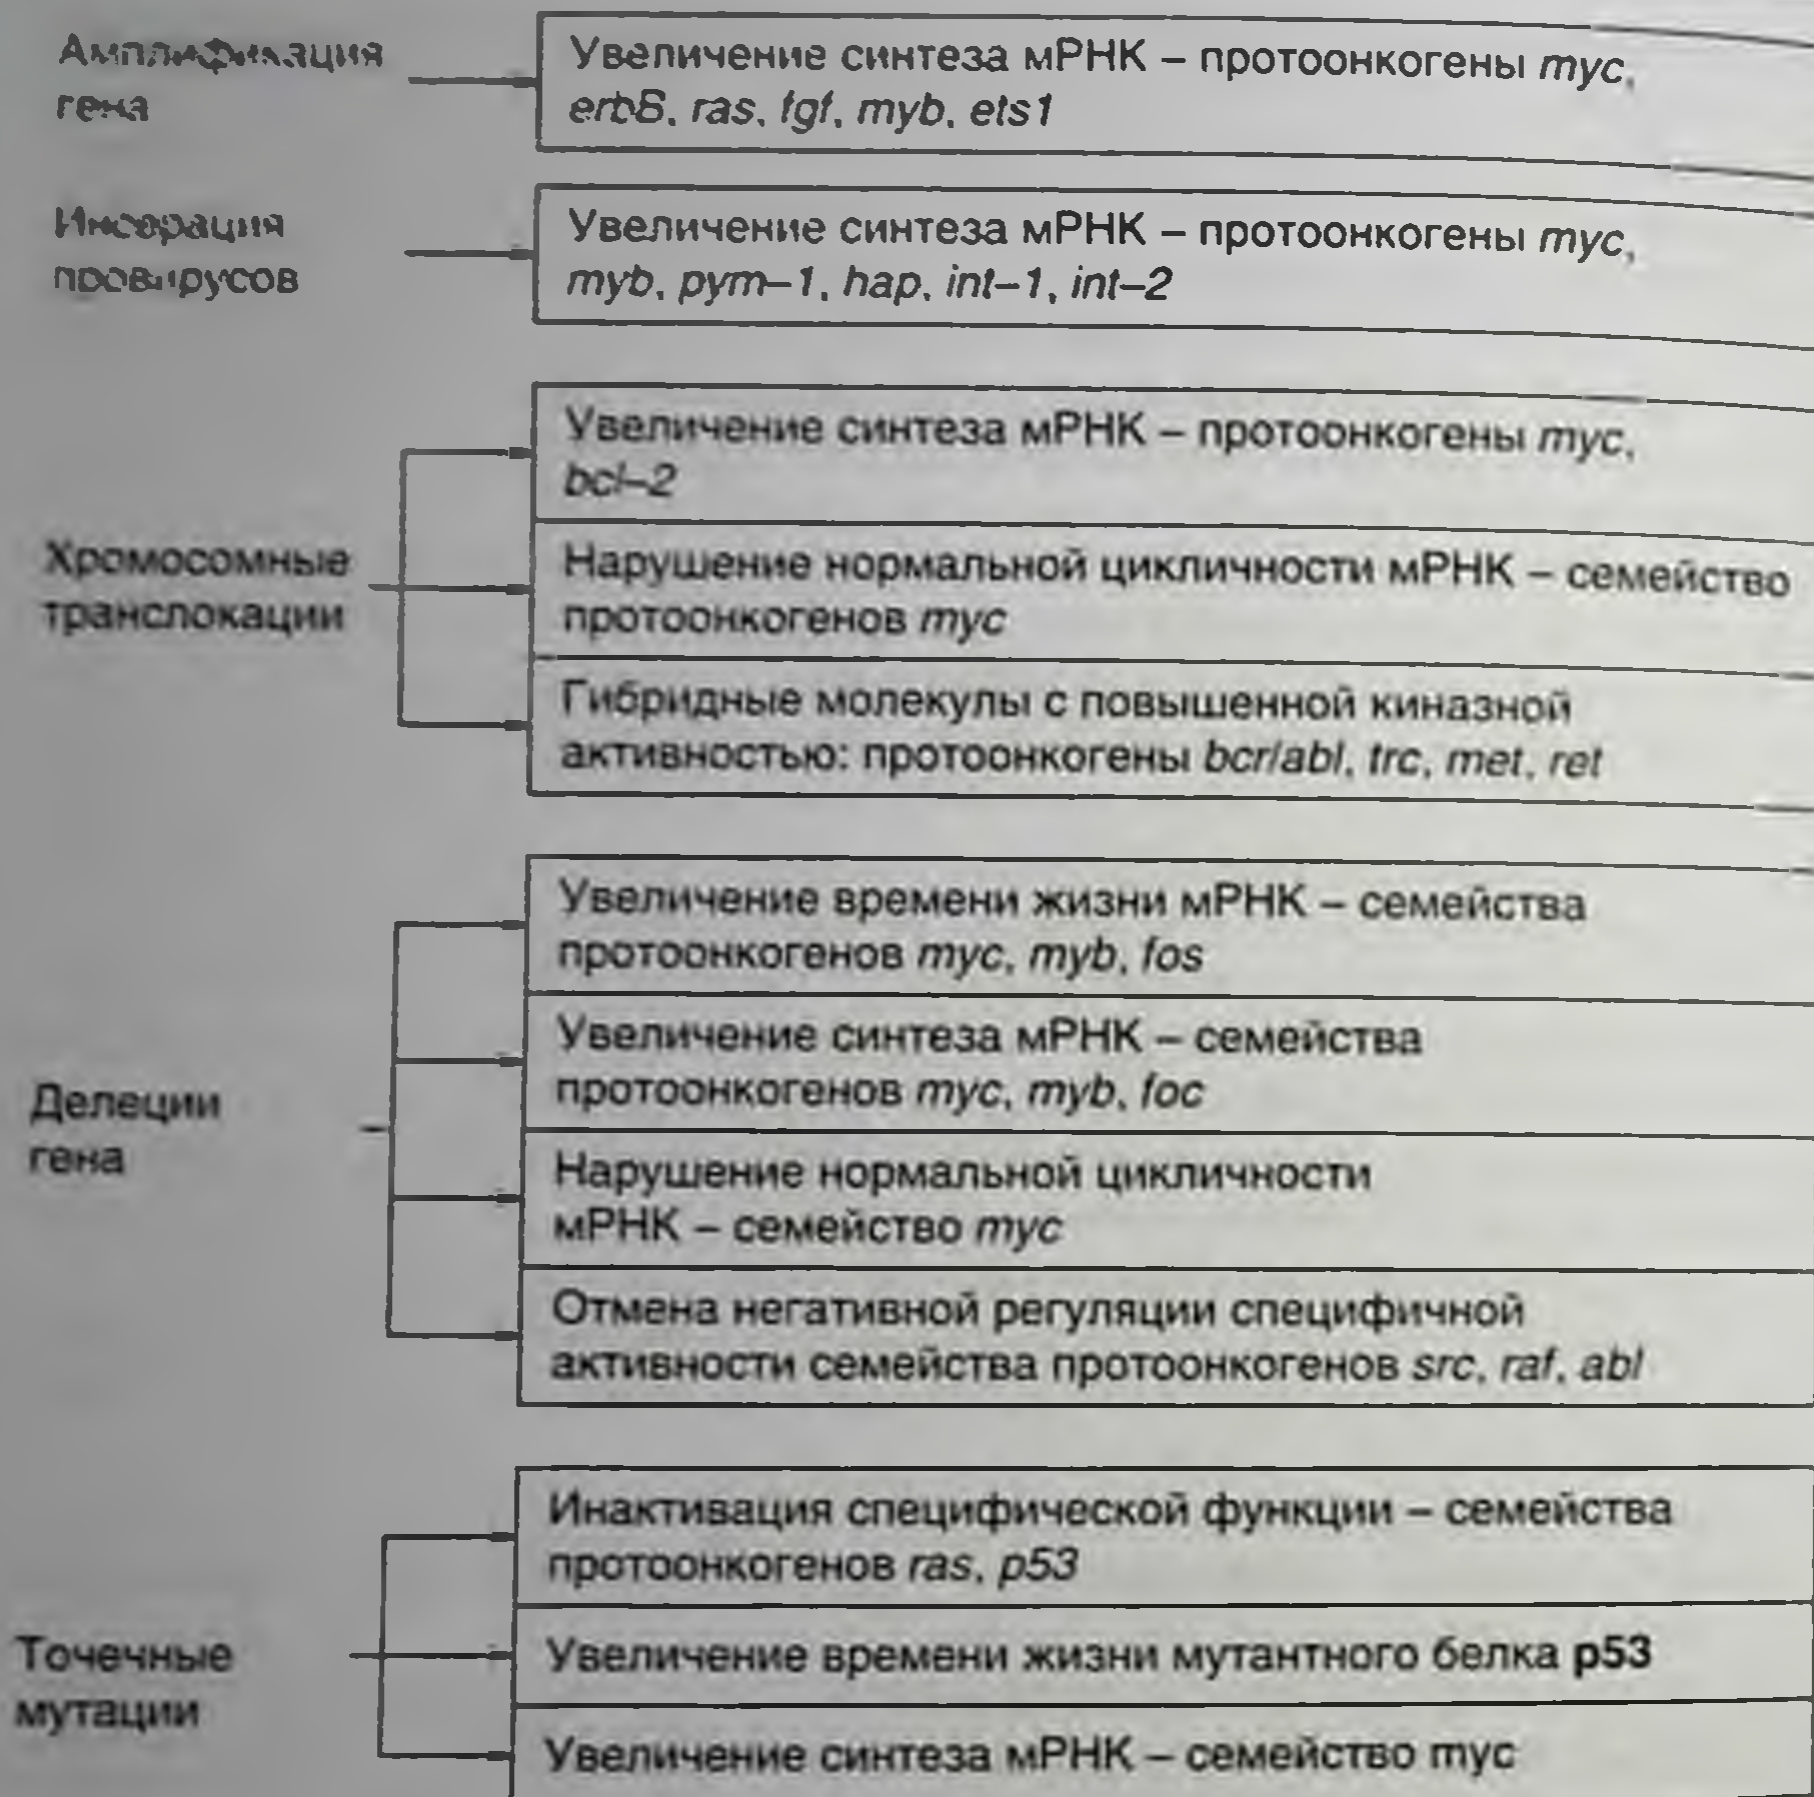 Амплификация
гена
Увеличение синтеза мРНК – протоонкогены myc,
erbB, ras, fgf, myb, ets1
Инсерация
провирусов
Увеличение синтеза мРНК – протоонкогены myc,
myb, pym–1, hap, int–1, int–2
Хромосомные
транслокации
Увеличение синтеза мРНК – протоонкогены myc,
bcl–2
Нарушение нормальной цикличности мРНК – семейство
протоонкогенов myc
Гибридные молекулы с повышенной киназной
активностью: протоонкогены bcr/abl, trc, met, ret
Делеции
гена
Увеличение времени жизни мРНК – семейства
протоонкогенов myc, myb, fos
Увеличение синтеза мРНК – семейства
протоонкогенов myc, myb, foc
Нарушение нормальной цикличности
мРНК – семейство myc
Отмена негативной регуляции специфичной
активности семейства протоонкогенов src, raf, abl
Точечные
мутации
Инактивация специфической функции – семейства
протоонкогенов ras, p53
Увеличение времени жизни мутантного белка p53
Увеличение синтеза мРНК – семейство myc